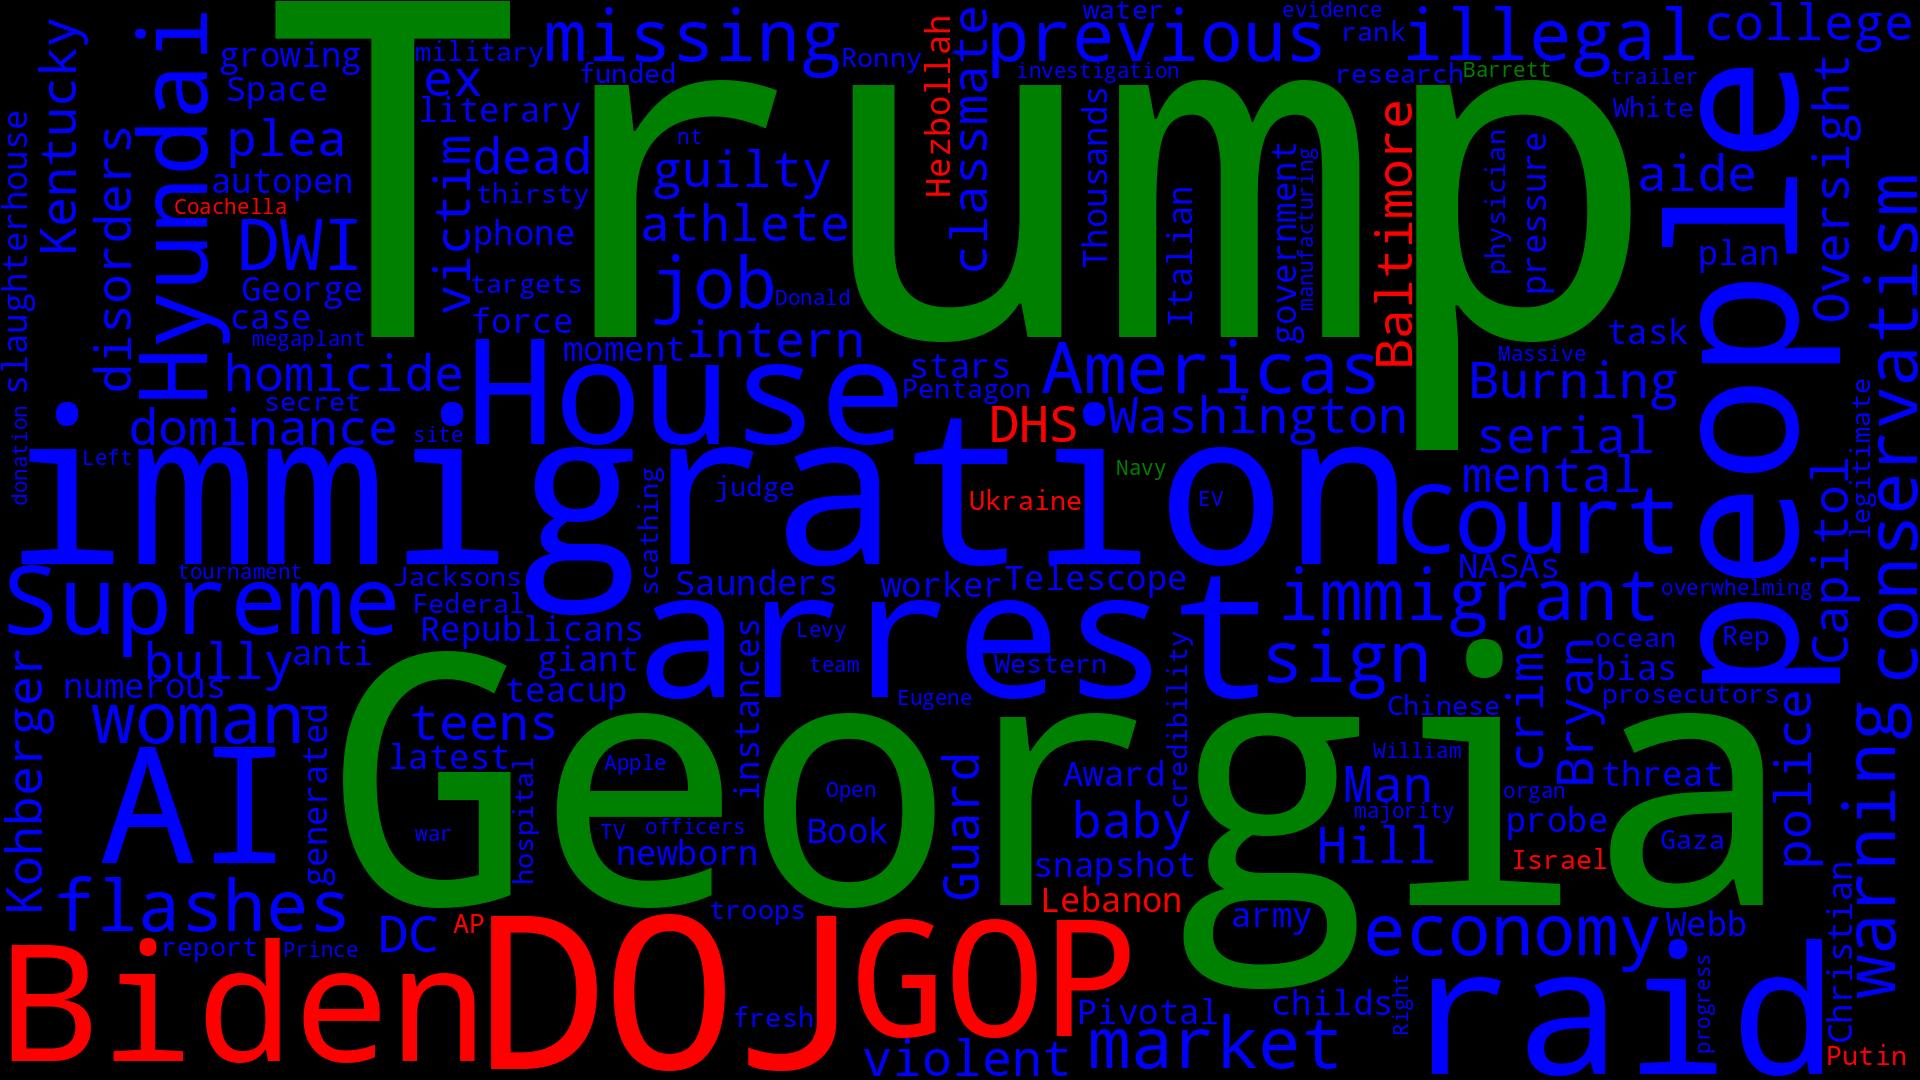 Trump
Georgia
immigration
arrest
people
House
Biden
DOJ
GOP
raid
AI
Hyundai
missing
previous
illegal
college
Kentucky
growing
Space
military
ex
funded
Ronny
Hezbollah
classmate
water
evidence
rank
investigation
research
Barrett
trailer
White
Oversight
literary
plea
autopen
Coachella
DWI
George
case
megaplant
slaughterhouse
disorders
victim
dead
thirsty
phone
targets
force
nt
guilty
athlete
job
Donald
moment
intern
Thousands
Italian
government
manufacturing
Baltimore
physician
pressure
aide
plan
task
Massive
conservatism
homicide
secret
dominance
site
Left
donation
stars
Pentagon
Americas
DHS
Washington
Burning
serial
mental
court
Navy
Ukraine
EV
judge
scathing
Capitol
legitimate
Supreme
tournament
Jacksons
Federal
Republicans
Saunders
worker
Telescope
NASAs
immigrant
overwhelming
bully
anti
numerous
woman
giant
teacup
teens
latest
instances
Levy
team
Eugene
Western
credibility
sign
crime
Bryan
ocean
bias
Rep
prosecutors
Chinese
Kohberger
generated
hospital
war
Apple
TV
officers
newborn
Open
Book
Guard
Award
baby
snapshot
Lebanon
William
Man
majority
Hill
organ
probe
threat
Israel
Gaza
police
Warning
Christian
flashes
report
Prince
DC
AP
troops
fresh
army
economy
Webb
Pivotal
childs
Right
violent
market
progress
Putin